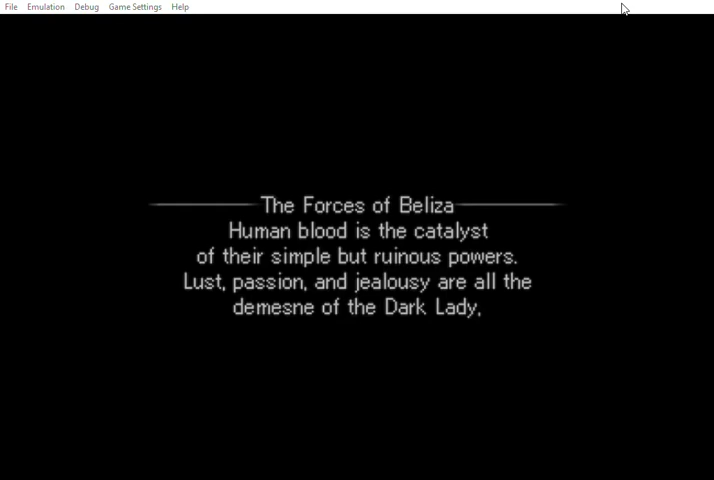 File Emulation Debug Game Settings Help
The Forces of Beliza
Human blood is the catalyst
of their simple but ruinous powers.
Lust, passion, and jealousy are all the
demesne of the Dark Lady,